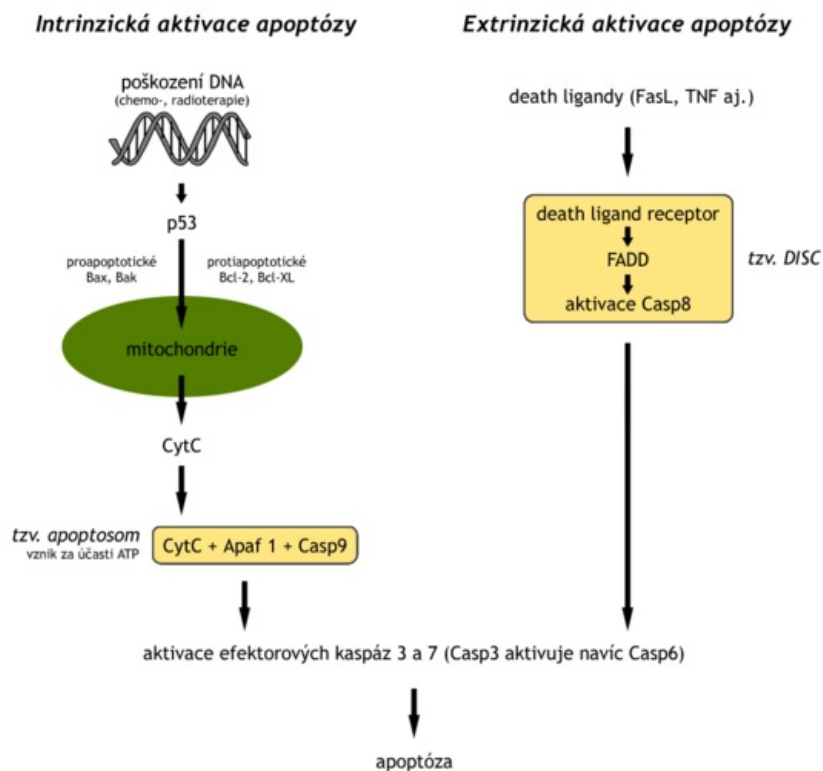 Intrinzická aktivace apoptózy
poškození DNA
(chemo-, radioterapie)
p53
proapoptotické
Bax, Bak
protiapoptotické
Bcl-2, Bcl-XL
mitochondrie
CytC
tzv. apoptosom
vznik za účasti ATP
CytC + Apaf 1 + Casp9
Extrinzická aktivace apoptózy
death ligandy (FasL, TNF aj.)
death ligand receptor
FADD
aktivace Casp8
tzv. DISC
aktivace efektorových kaspáz 3 a 7 (Casp3 aktivuje navíc Casp6)
apoptóza